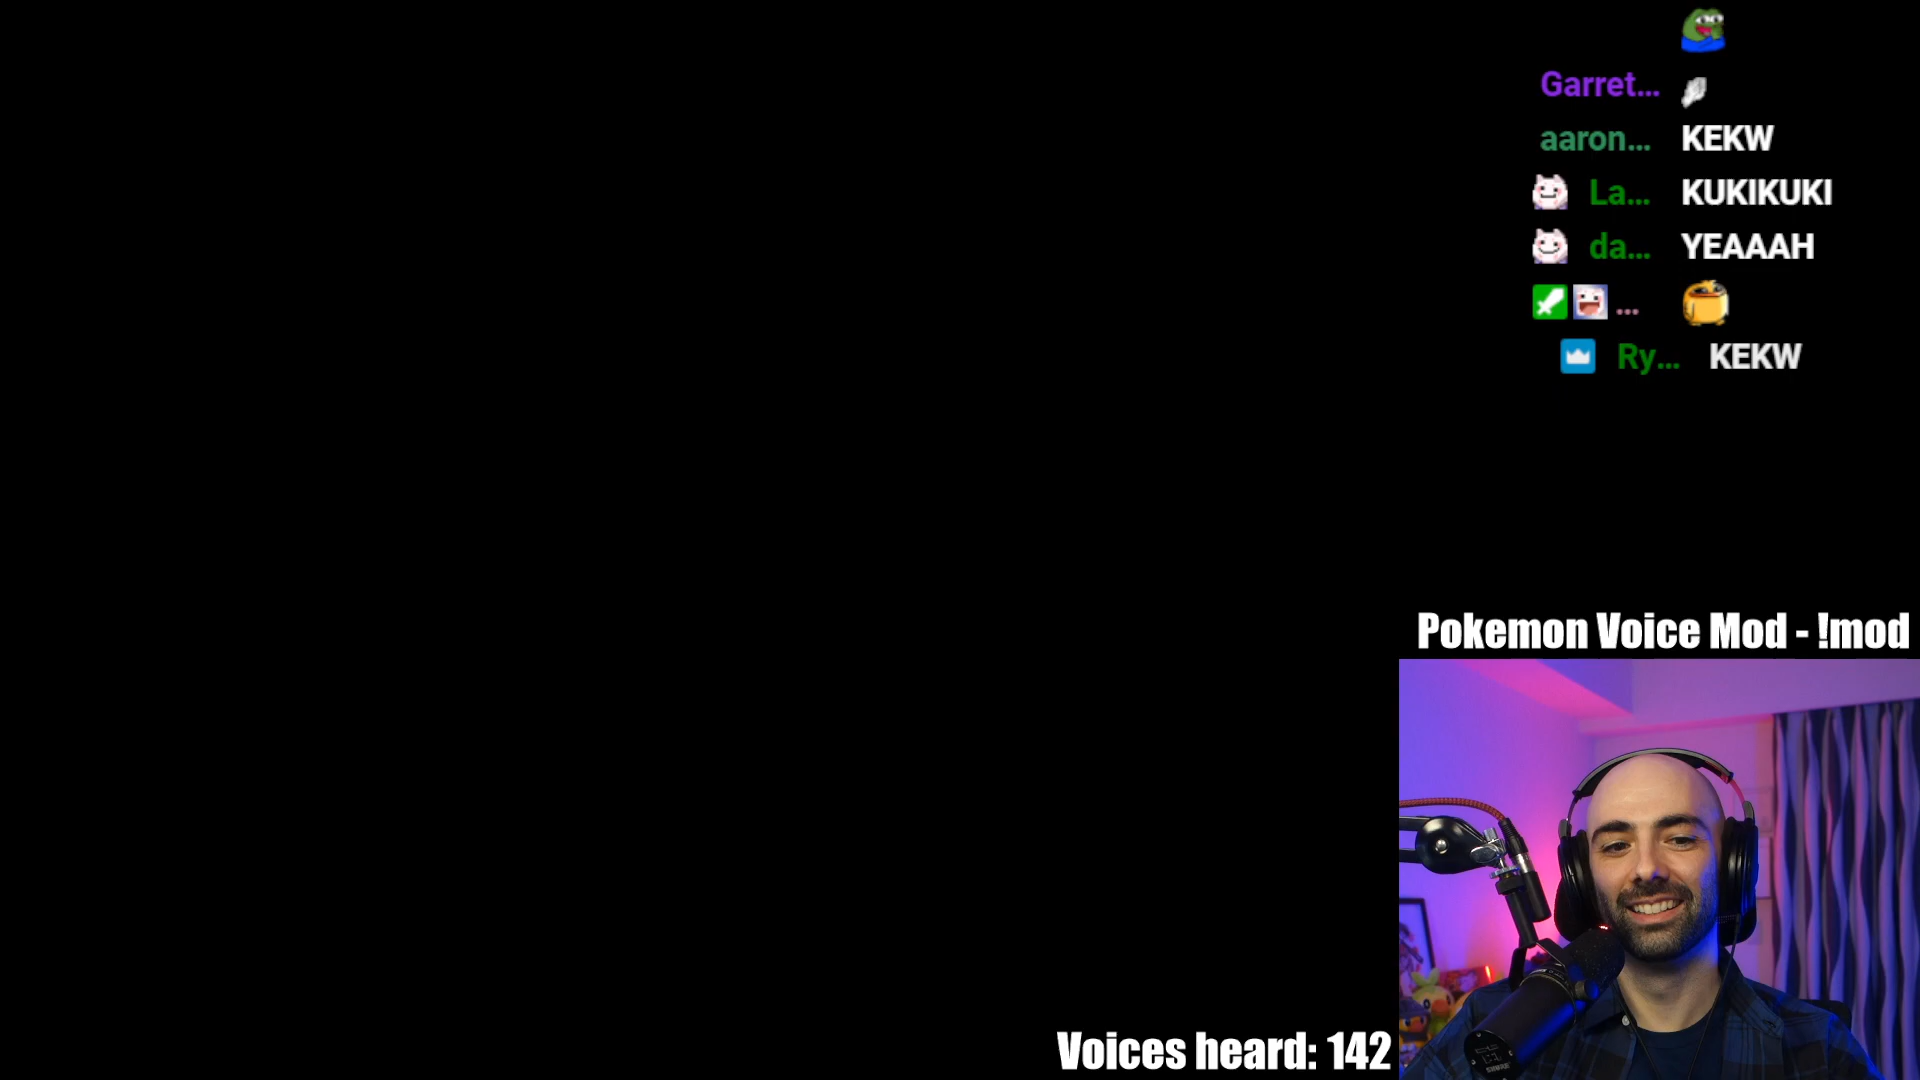 Garret...
aaron... KEKW
La... KUKIKUKI
da... YEAAAH
...
Ry... KEKW
Pokemon Voice Mod - !mod
Voices heard: 142